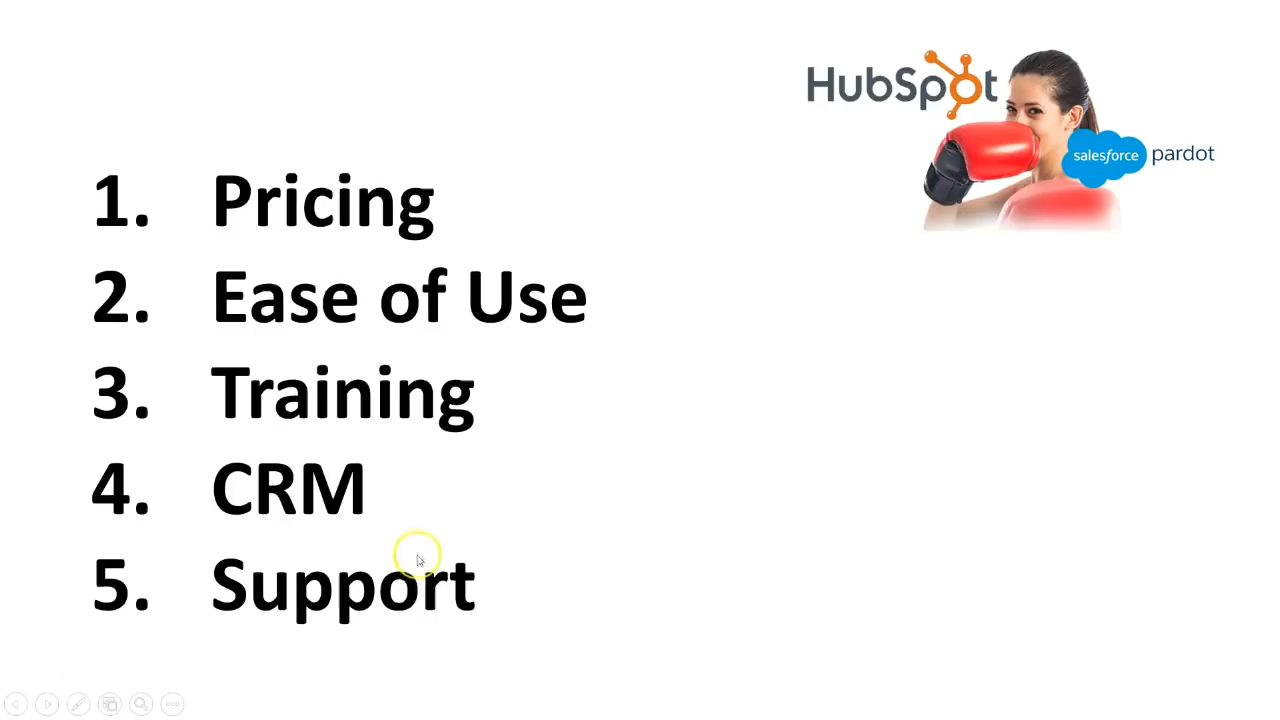 HubSpot
salesforce pardot
1. Pricing
2. Ease of Use
3. Training
4. CRM
5. Support